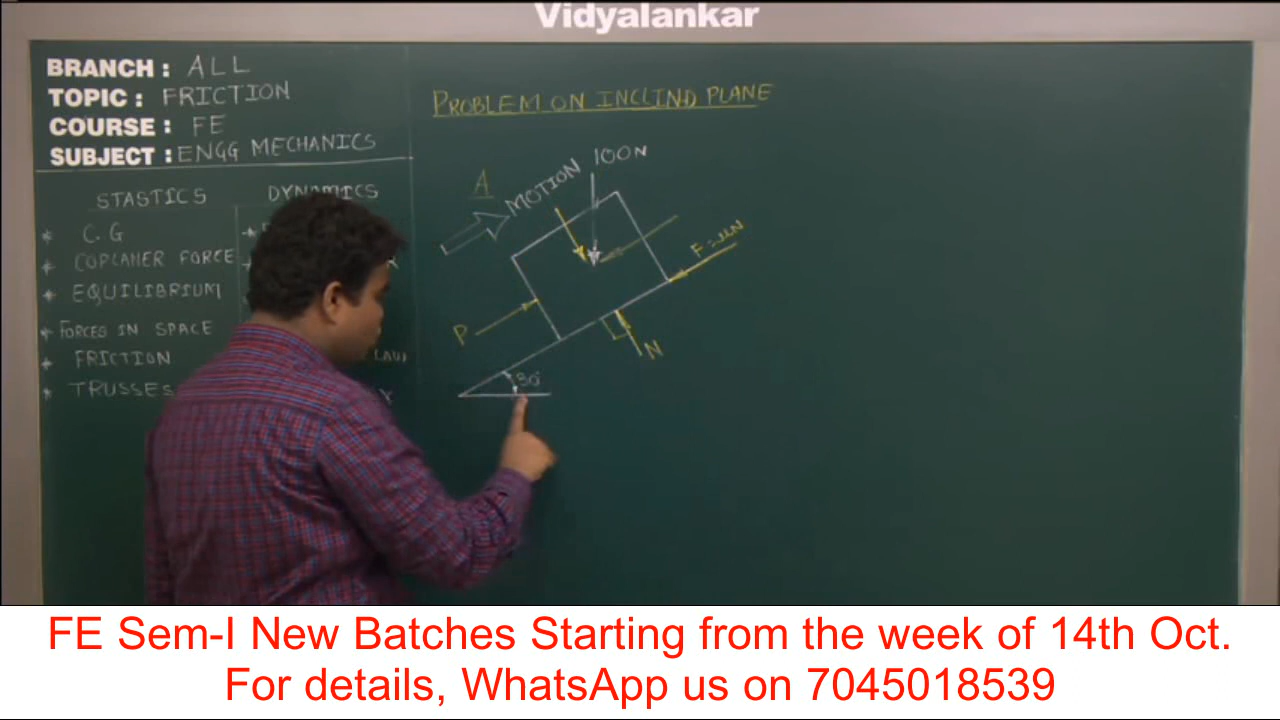 Vidyalankar
BRANCH : ALL
TOPIC : FRICTION
COURSE : FE
SUBJECT : ENGG MECHANICS
STASTICS
* C.G
* COPLANER FORCE
* EQUILIBRIUM
* FORCES IN SPACE
* FRICTION
* TRUSSES
DYNAMICS
LAW
PROBLEM ON INCLIND PLANE
A
MOTION
100N
F=μN
P
N
30°
FE Sem-I New Batches Starting from the week of 14th Oct.
For details, WhatsApp us on 7045018539